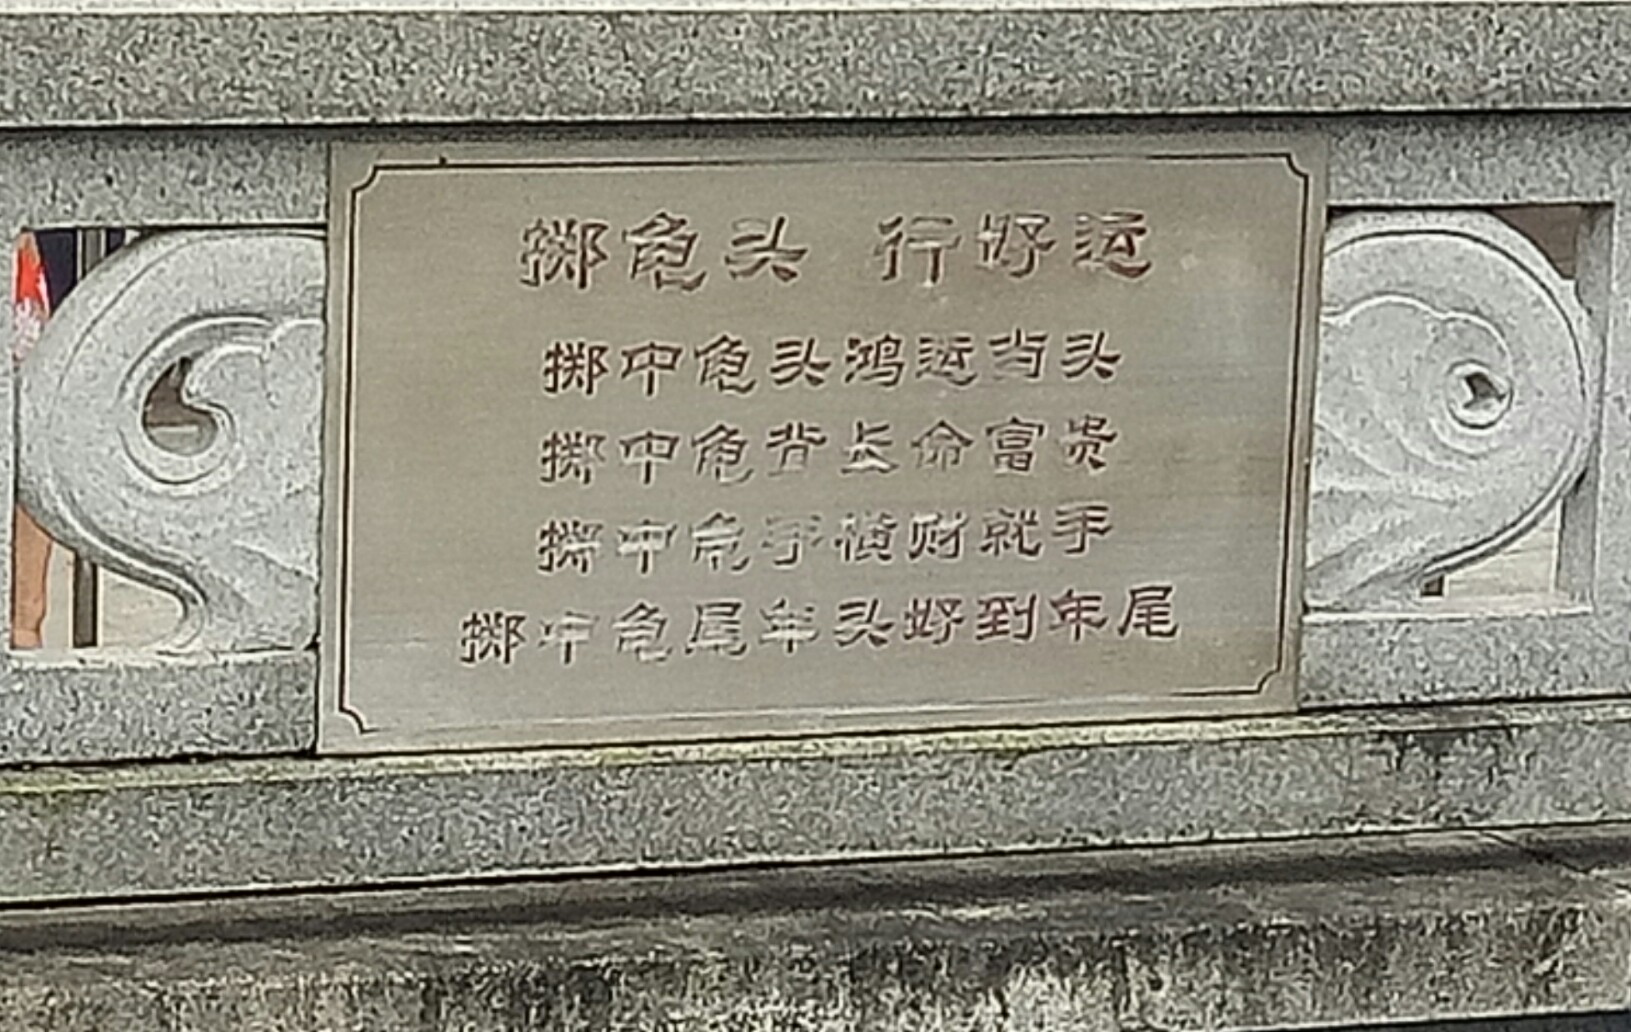 掷龟头 行好运
掷中龟头鸿运当头
掷中龟背长命富贵
掷中龟手横财就手
掷中龟尾年头好到年尾